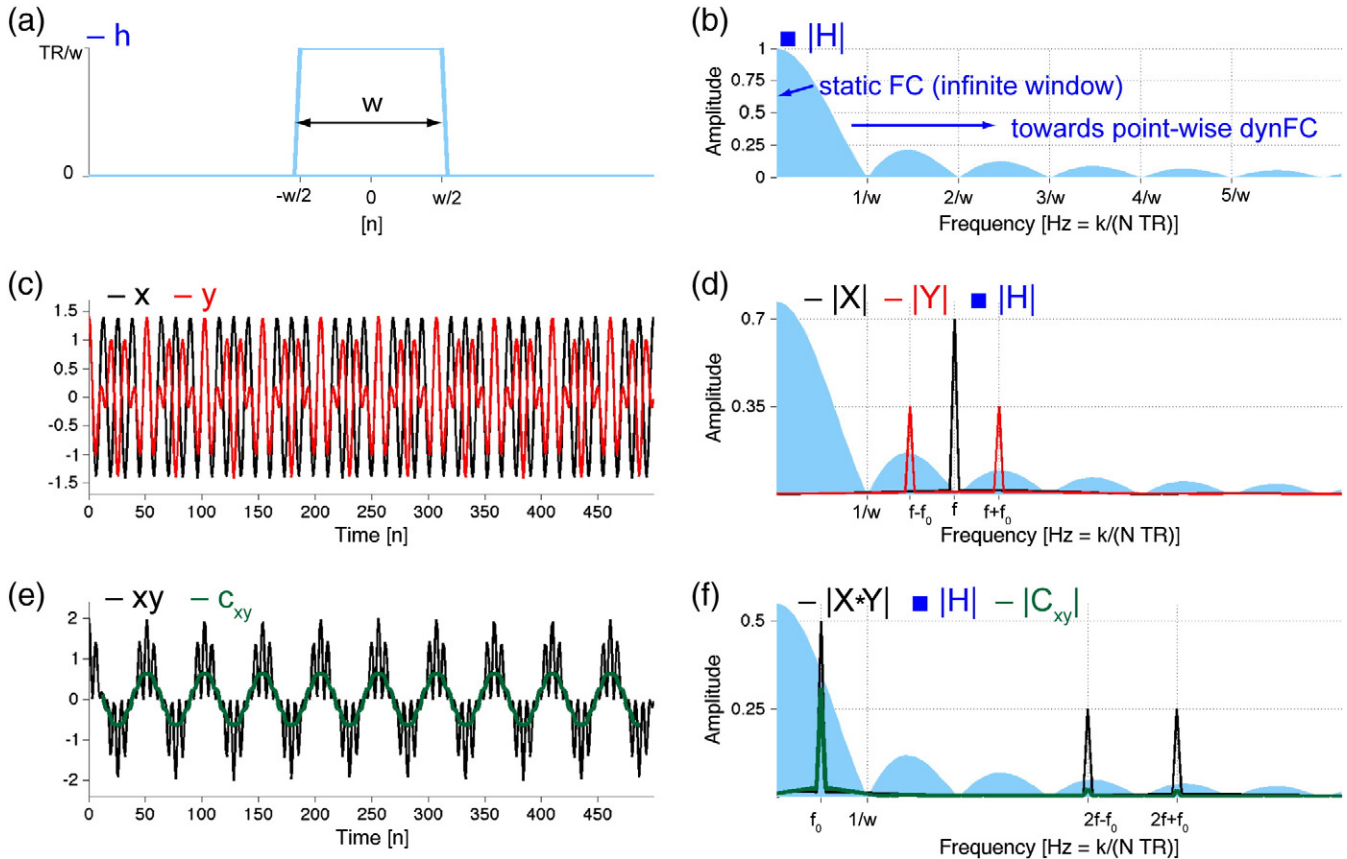 (a)
– h
TR/w
0
w
-w/2
0
w/2
[n]
(b)
■ |H|
1
0.75
0.5
0.25
0
Amplitude
static FC (infinite window)
towards point-wise dynFC
1/w
2/w
3/w
4/w
5/w
Frequency [Hz = k/(N TR)]
(c)
– x – y
1.5
1
0.5
0
-0.5
-1
-1.5
0 50 100 150 200 250 300 350 400 450
Time [n]
(d)
– |X| – |Y| ■ |H|
0.7
0.35
Amplitude
1/w
f-f₀
f
f+f₀
Frequency [Hz = k/(N TR)]
(e)
– xy – cₓᵧ
2
1
0
-1
-2
0 50 100 150 200 250 300 350 400 450
Time [n]
(f)
– |X*Y| ■ |H| – |Cₓᵧ|
0.5
0.25
Amplitude
f₀
1/w
2f-f₀
2f+f₀
Frequency [Hz = k/(N TR)]